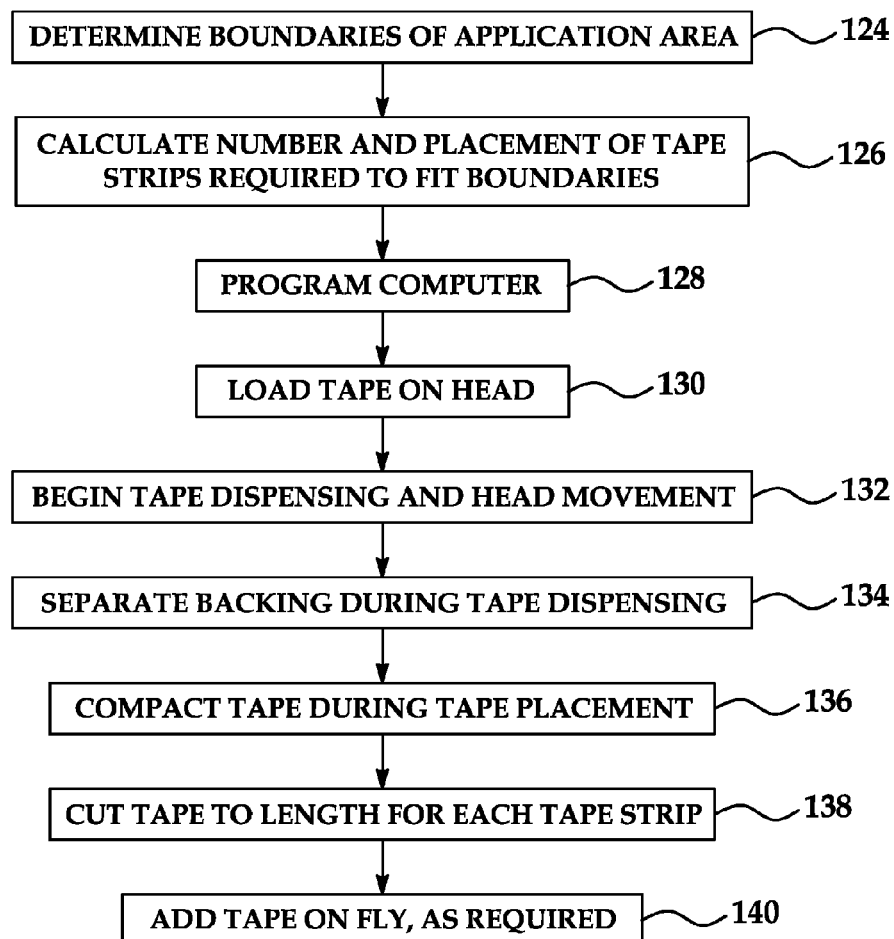 DETERMINE BOUNDARIES OF APPLICATION AREA 124
CALCULATE NUMBER AND PLACEMENT OF TAPE
STRIPS REQUIRED TO FIT BOUNDARIES 126
PROGRAM COMPUTER 128
LOAD TAPE ON HEAD 130
BEGIN TAPE DISPENSING AND HEAD MOVEMENT 132
SEPARATE BACKING DURING TAPE DISPENSING 134
COMPACT TAPE DURING TAPE PLACEMENT 136
CUT TAPE TO LENGTH FOR EACH TAPE STRIP 138
ADD TAPE ON FLY, AS REQUIRED 140